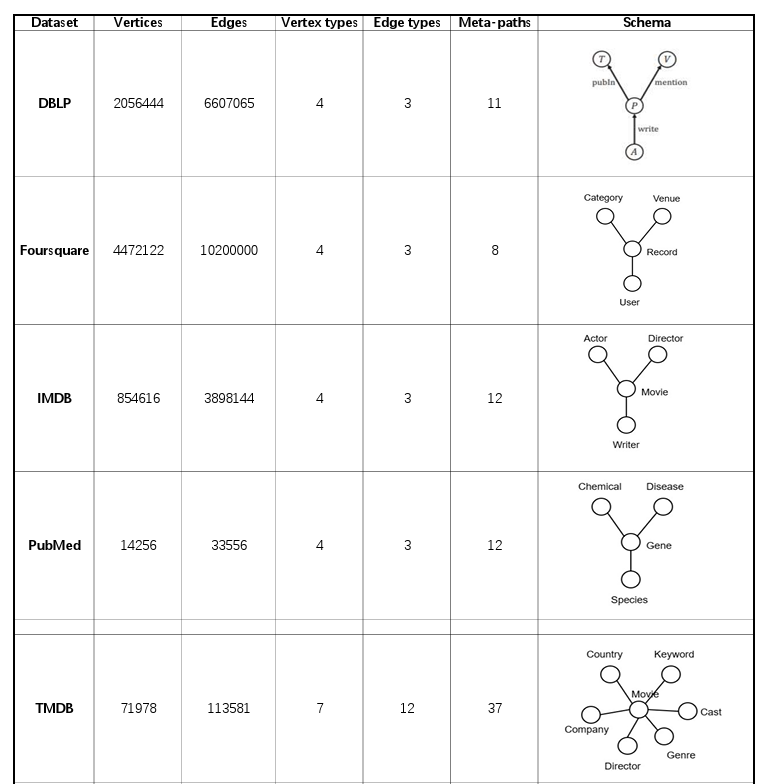 Dataset Vertices Edges Vertex types Edge types Meta-paths Schema
T V
pubIn mention
DBLP 2056444 6607065 4 3 11 P
write
A
Category Venue
Foursquare 4472122 10200000 4 3 8 Record
User
Actor Director
IMDB 854616 3898144 4 3 12 Movie
Writer
Chemical Disease
PubMed 14256 33556 4 3 12 Gene
Species
Country Keyword
Movie
TMDB 71978 113581 7 12 37 Cast
Company
Genre
Director